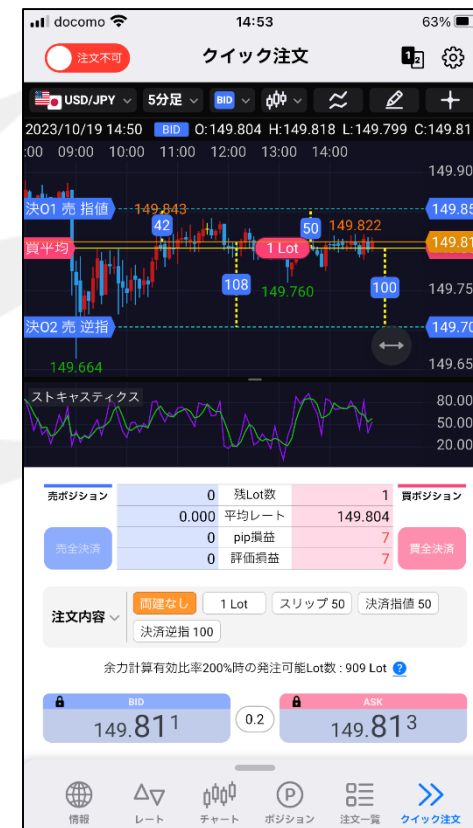 docomo 14:53 63%
注文不可 クイック注文
USD/JPY 5分足 BID
2023/10/19 14:50 BID O:149.804 H:149.818 L:149.799 C:149.81
:00 09:00 10:00 11:00 12:00 13:00 14:00
149.90
決01 売 指値 149.843 149.85
42 50 149.822
買平均 1 Lot 149.81
108 149.760 100 149.75
決02 売 逆指 149.70
149.664 149.65
ストキャスティクス 80.00
50.00
20.00
売ポジション 0 残Lot数 1 買ポジション
0.000 平均レート 149.804
売全決済 0 pip損益 7 買全決済
0 評価損益 7
注文内容 両建なし 1 Lot スリップ 50 決済指値 50
決済逆指 100
余力計算有効比率200%時の発注可能Lot数 : 909 Lot ?
BID ASK
149.811 0.2 149.813
情報 レート チャート ポジション 注文一覧 クイック注文